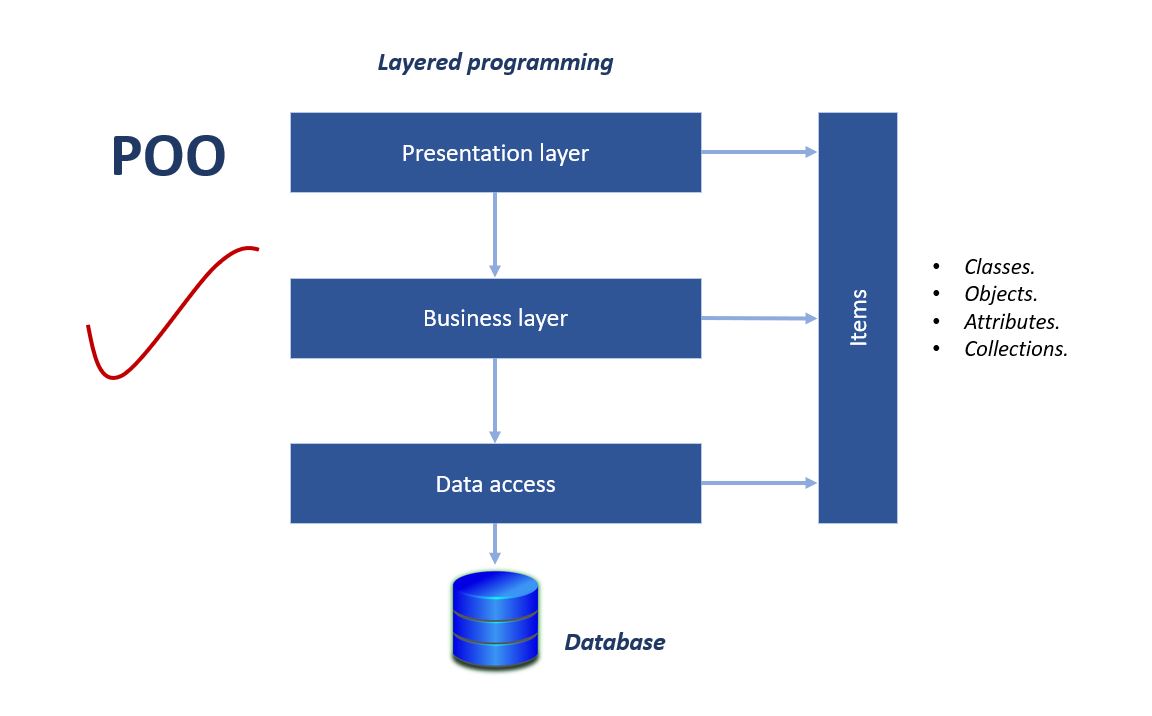 Layered programming
POO
Presentation layer
Business layer
Data access
Items
• Classes.
• Objects.
• Attributes.
• Collections.
Database